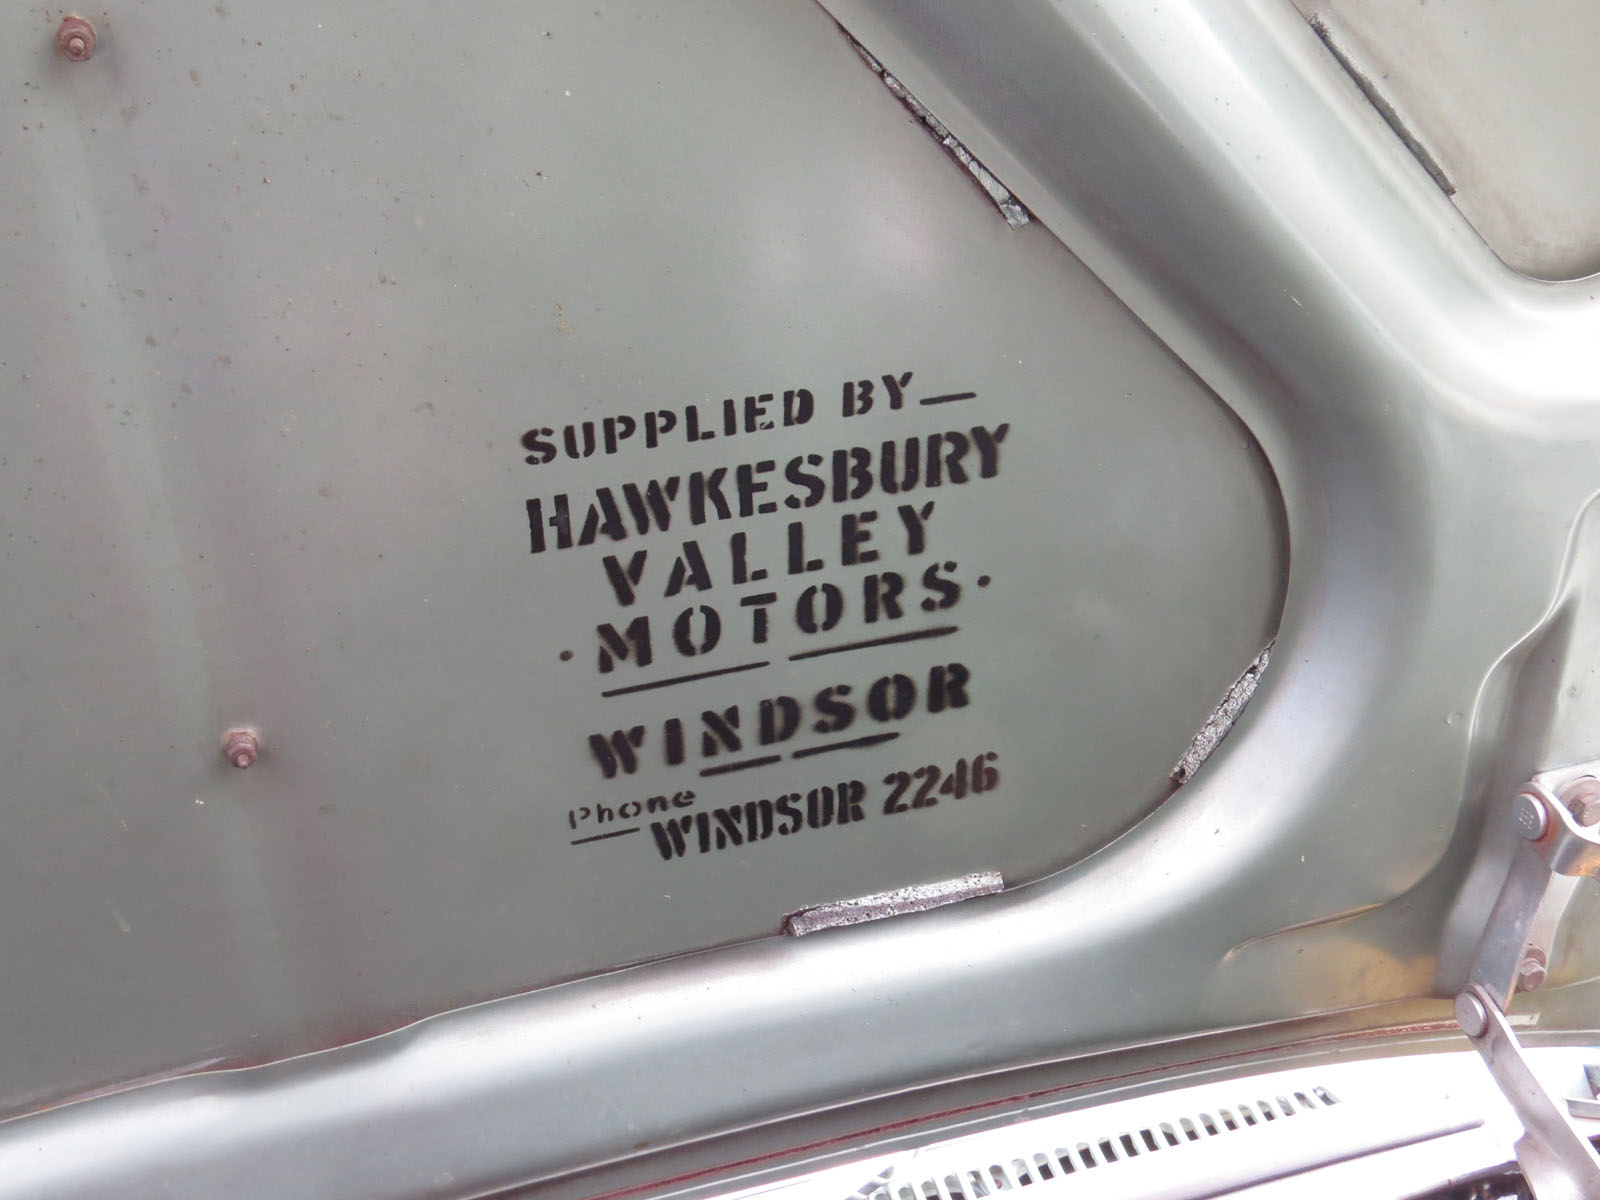 SUPPLIED BY—
HAWKESBURY
VALLEY
·MOTORS·
WINDSOR
Phone WINDSOR 2246